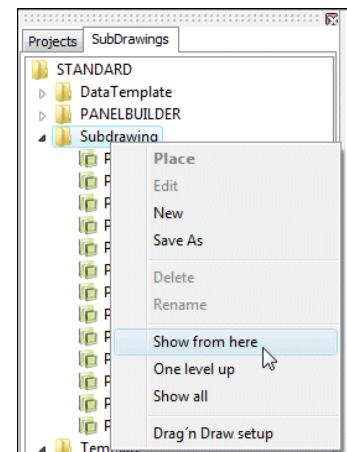 Projects SubDrawings
STANDARD
DataTemplate
PANELBUILDER
Subdrawing
P
Place
P
Edit
P
New
P
Save As
P
P
Delete
P
Rename
P
P
Show from here
P
One level up
P
Show all
P
P
Drag´n Draw setup